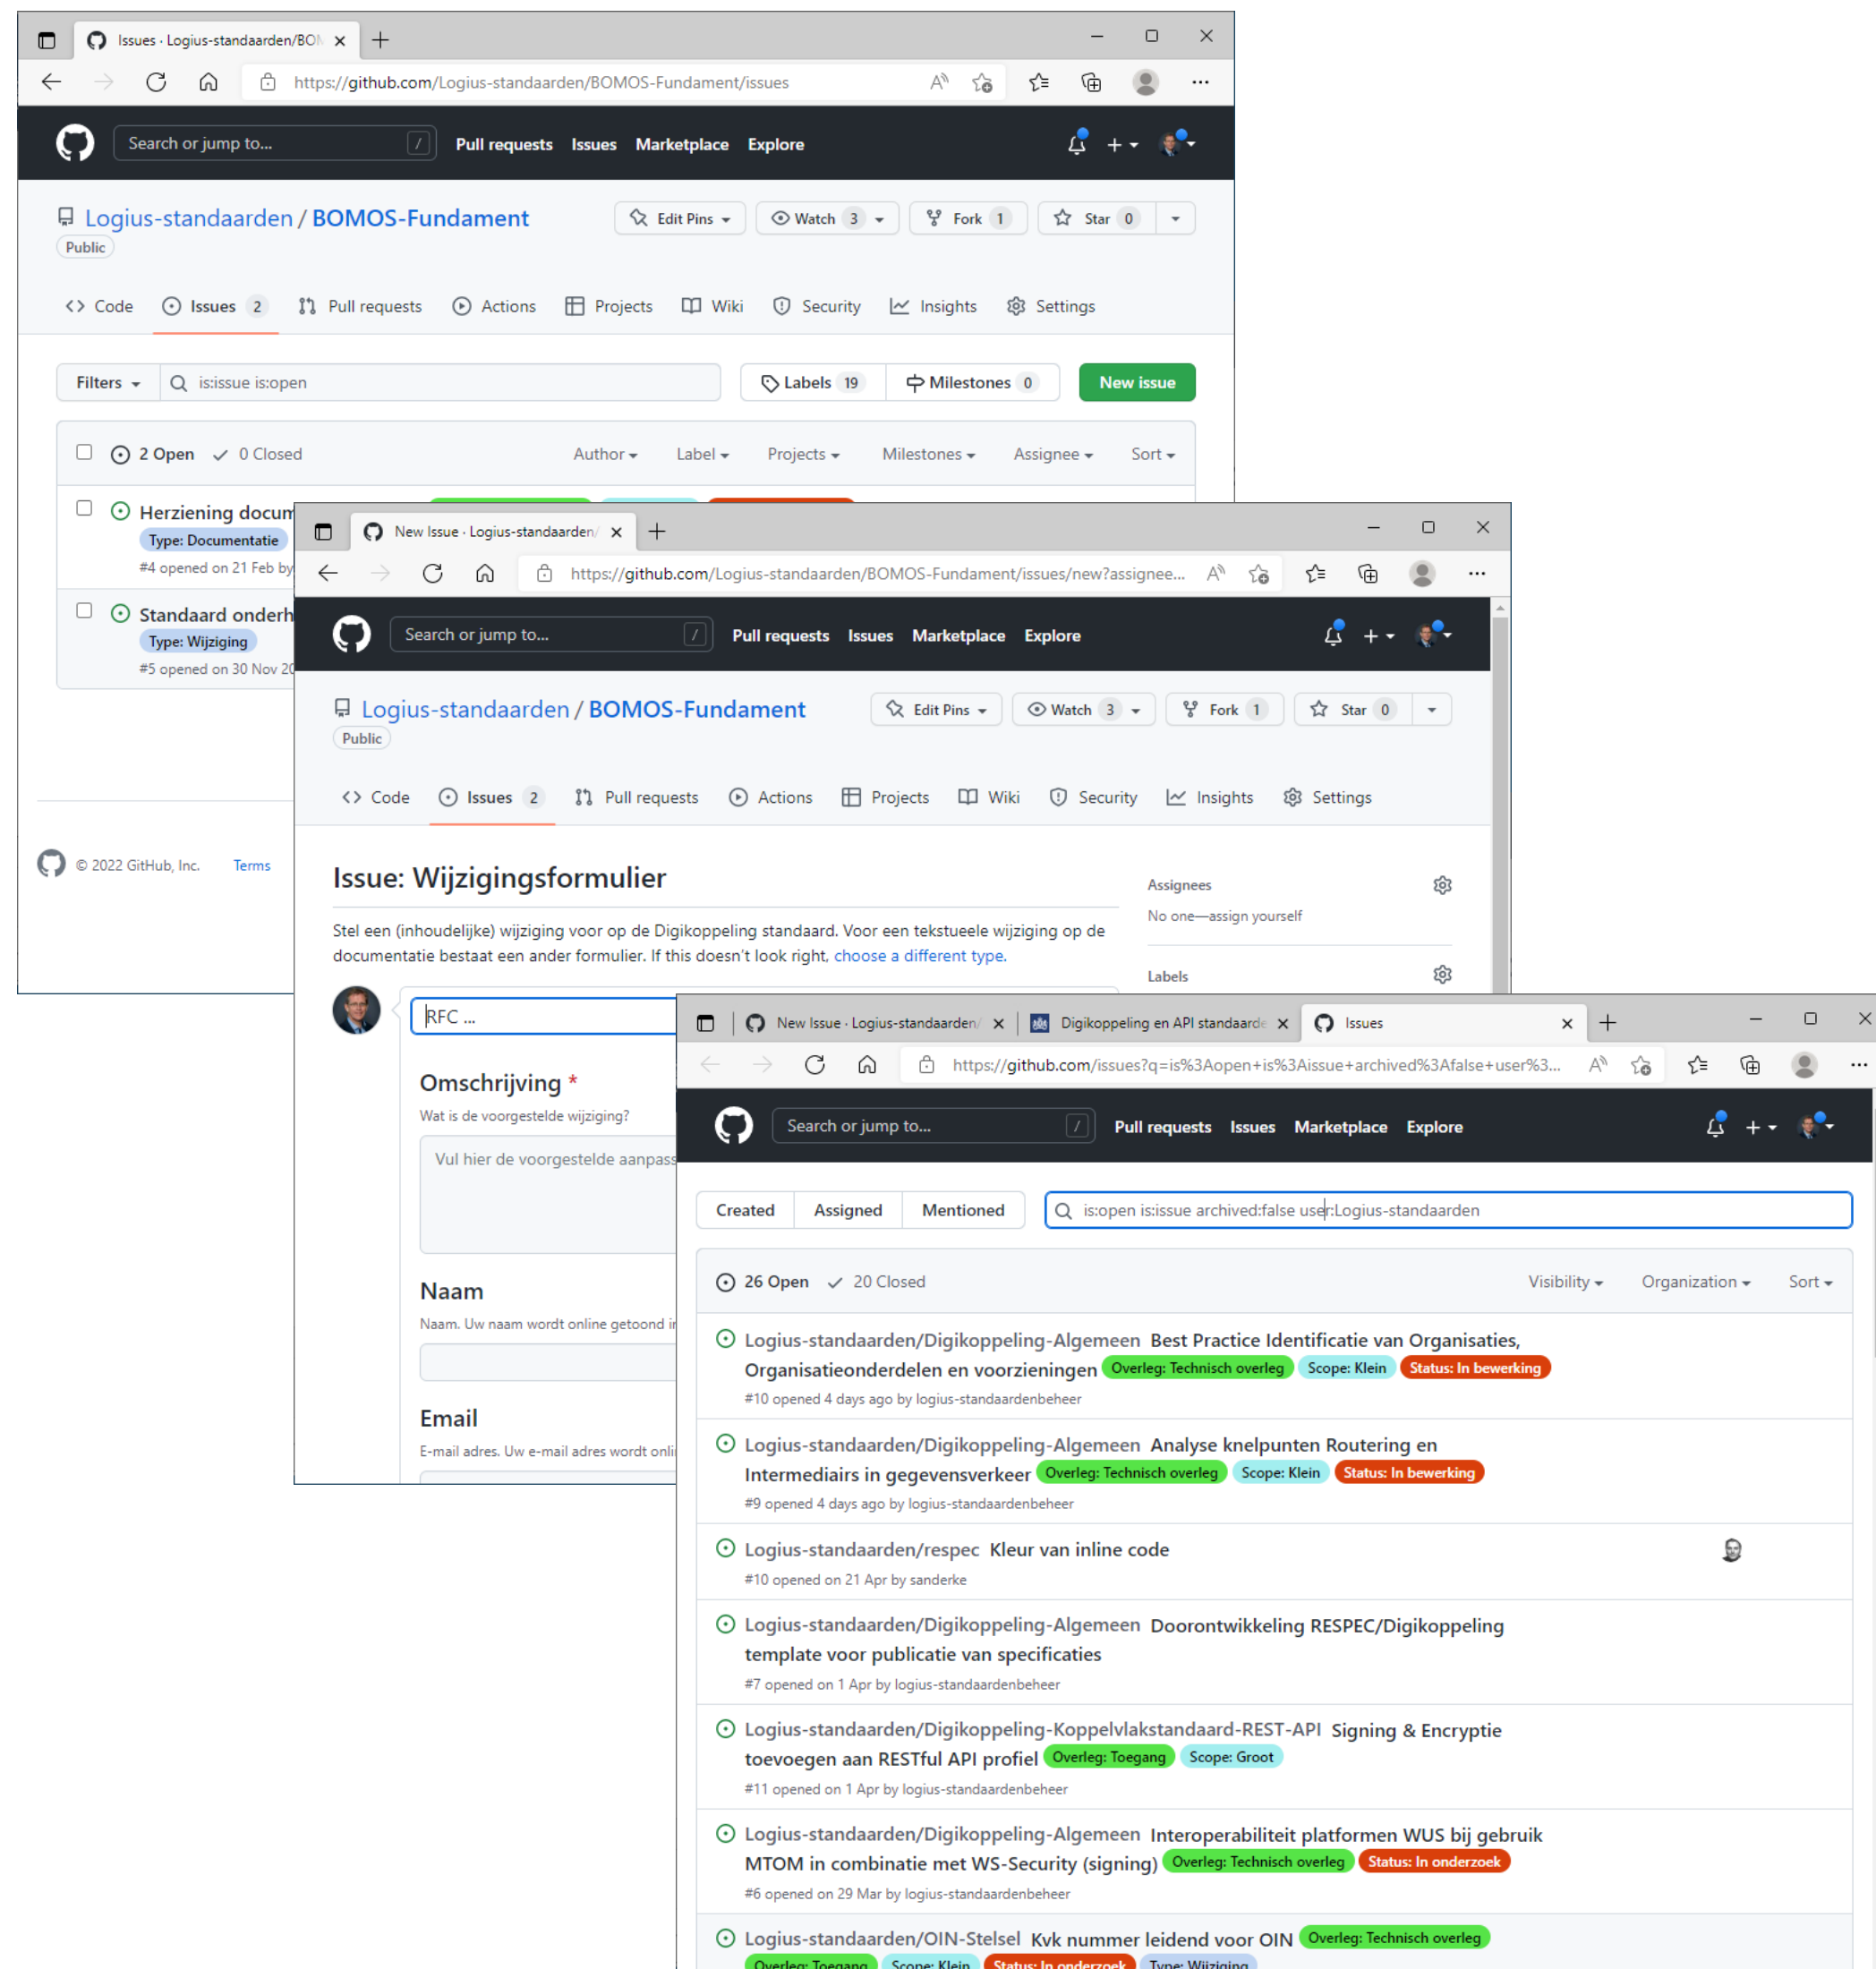 Issues · Logius-standaarden/BOM
https://github.com/Logius-standaarden/BOMOS-Fundament/issues
Search or jump to... / Pull requests Issues Marketplace Explore
Logius-standaarden / BOMOS-Fundament Edit Pins Watch 3 Fork 1 Star 0
Public
Code Issues 2 Pull requests Actions Projects Wiki Security Insights Settings
Filters is:issue is:open Labels 19 Milestones 0 New issue
2 Open 0 Closed Author Label Projects Milestones Assignee Sort
Herziening docum
Type: Documentatie
#4 opened on 21 Feb by
Standaard onderh
Type: Wijziging
#5 opened on 30 Nov 20
© 2022 GitHub, Inc. Terms
New Issue · Logius-standaarden/
https://github.com/Logius-standaarden/BOMOS-Fundament/issues/new?assignee...
Search or jump to... / Pull requests Issues Marketplace Explore
Logius-standaarden / BOMOS-Fundament Edit Pins Watch 3 Fork 1 Star 0
Public
Code Issues 2 Pull requests Actions Projects Wiki Security Insights Settings
Issue: Wijzigingsformulier
Stel een (inhoudelijke) wijziging voor op de Digikoppeling standaard. Voor een tekstueele wijziging op de
documentatie bestaat een ander formulier. If this doesn't look right, choose a different type.
Assignees
No one—assign yourself
Labels
RFC ...
Omschrijving *
Wat is de voorgestelde wijziging?
Vul hier de voorgestelde aanpass
Naam
Naam. Uw naam wordt online getoond in
Email
E-mail adres. Uw e-mail adres wordt onli
New Issue · Logius-standaarden/ Digikoppeling en API standaarde Issues
https://github.com/issues?q=is%3Aopen+is%3Aissue+archived%3Afalse+user%3...
Search or jump to... / Pull requests Issues Marketplace Explore
Created Assigned Mentioned is:open is:issue archived:false user:Logius-standaarden
26 Open 20 Closed Visibility Organization Sort
Logius-standaarden/Digikoppeling-Algemeen Best Practice Identificatie van Organisaties,
Organisatieonderdelen en voorzieningen Overleg: Technisch overleg Scope: Klein Status: In bewerking
#10 opened 4 days ago by logius-standaardenbeheer
Logius-standaarden/Digikoppeling-Algemeen Analyse knelpunten Routering en
Intermediairs in gegevensverkeer Overleg: Technisch overleg Scope: Klein Status: In bewerking
#9 opened 4 days ago by logius-standaardenbeheer
Logius-standaarden/respec Kleur van inline code
#10 opened on 21 Apr by sanderke
Logius-standaarden/Digikoppeling-Algemeen Doorontwikkeling RESPEC/Digikoppeling
template voor publicatie van specificaties
#7 opened on 1 Apr by logius-standaardenbeheer
Logius-standaarden/Digikoppeling-Koppelvlakstandaard-REST-API Signing & Encryptie
toevoegen aan RESTful API profiel Overleg: Toegang Scope: Groot
#11 opened on 1 Apr by logius-standaardenbeheer
Logius-standaarden/Digikoppeling-Algemeen Interoperabiliteit platformen WUS bij gebruik
MTOM in combinatie met WS-Security (signing) Overleg: Technisch overleg Status: In onderzoek
#6 opened on 29 Mar by logius-standaardenbeheer
Logius-standaarden/OIN-Stelsel Kvk nummer leidend voor OIN Overleg: Technisch overleg
Overleg: Toegang Scope: Klein Status: In onderzoek Type: Wijziging